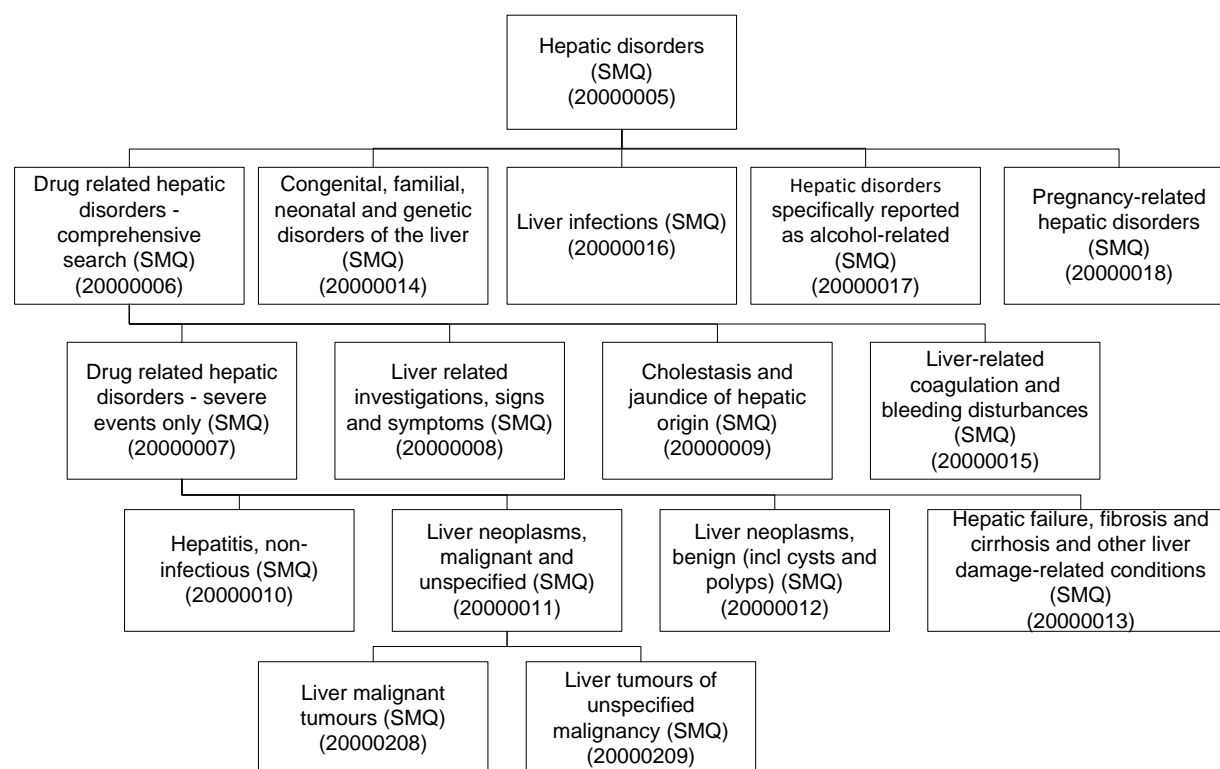 Hepatic disorders
(SMQ)
(20000005)
Drug related hepatic
disorders -
comprehensive
search (SMQ)
(20000006)
Congenital, familial,
neonatal and genetic
disorders of the liver
(SMQ)
(20000014)
Liver infections (SMQ)
(20000016)
Hepatic disorders
specifically reported
as alcohol-related
(SMQ)
(20000017)
Pregnancy-related
hepatic disorders
(SMQ)
(20000018)
Drug related hepatic
disorders - severe
events only (SMQ)
(20000007)
Liver related
investigations, signs
and symptoms (SMQ)
(20000008)
Cholestasis and
jaundice of hepatic
origin (SMQ)
(20000009)
Liver-related
coagulation and
bleeding disturbances
(SMQ)
(20000015)
Hepatitis, non-
infectious (SMQ)
(20000010)
Liver neoplasms,
malignant and
unspecified (SMQ)
(20000011)
Liver neoplasms,
benign (incl cysts and
polyps) (SMQ)
(20000012)
Hepatic failure, fibrosis and
cirrhosis and other liver
damage-related conditions
(SMQ)
(20000013)
Liver malignant
tumours (SMQ)
(20000208)
Liver tumours of
unspecified
malignancy (SMQ)
(20000209)